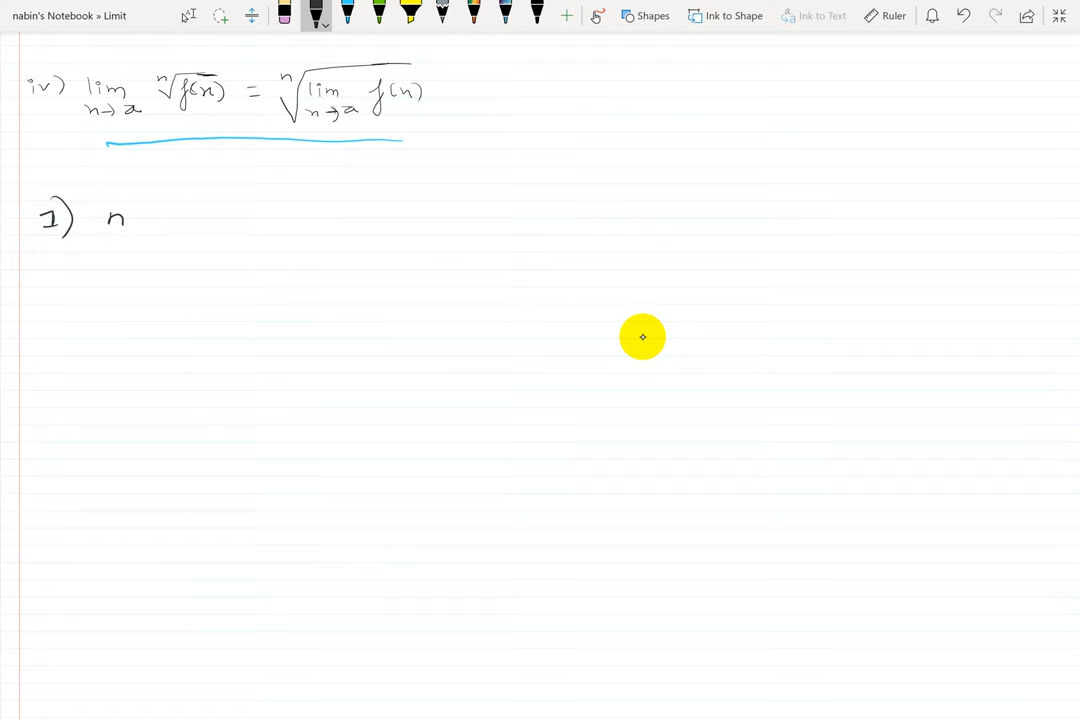 nabin's Notebook » Limit
Shapes
Ink to Shape
Ink to Text
Ruler
iv) lim n→a ⁿ√f(n) = ⁿ√lim n→a f(n)
1) n